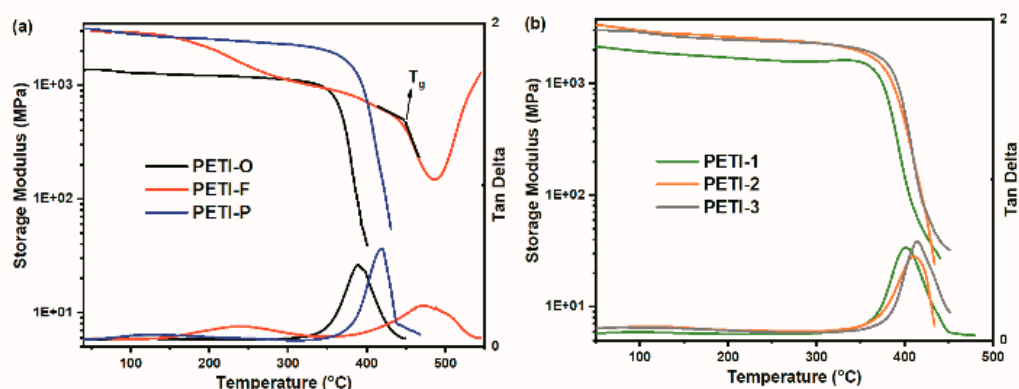 (a)
2
1E+03
1E+02
1E+01
0
Storage Modulus (MPa)
Tan Delta
Tg
PETI-O
PETI-F
PETI-P
100
200
300
400
500
Temperature (°C)
(b)
2
1E+03
1E+02
1E+01
0
Storage Modulus (MPa)
Tan Delta
PETI-1
PETI-2
PETI-3
100
200
300
400
500
Temperature (°C)